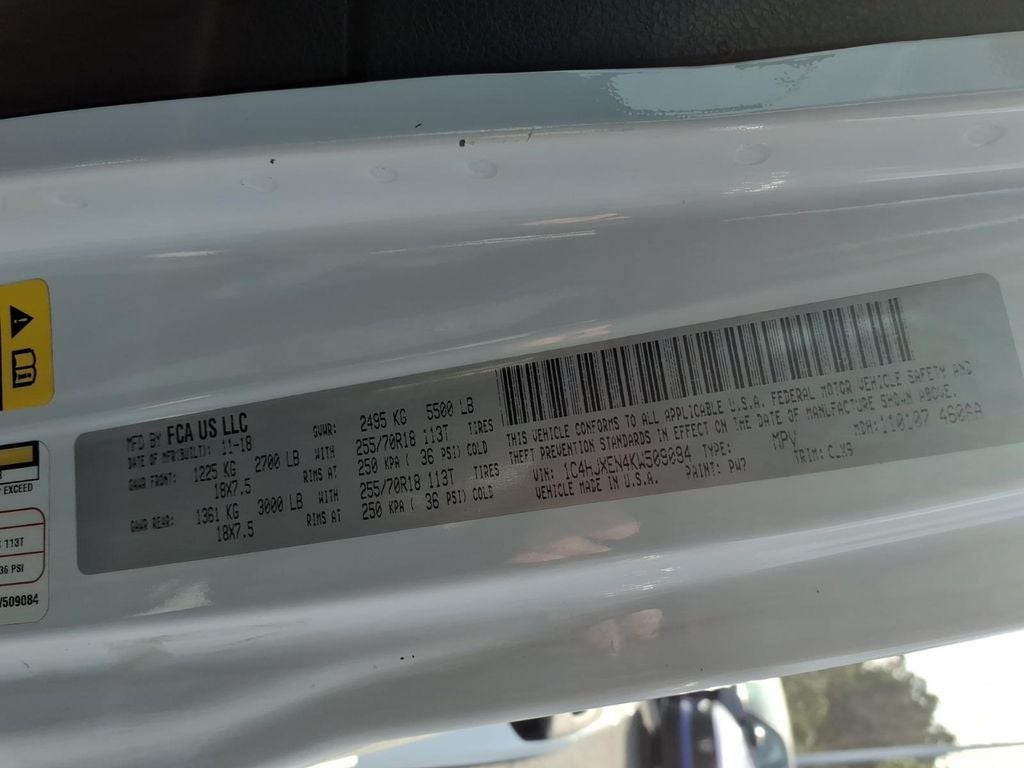 MFD BY FCA US LLC
DATE OF MFR(BUILT): 11-18 GVWR: 2495 KG 5500 LB
GAWR FRONT: 1225 KG 2700 LB WITH 255/70R18 113T TIRES
18X7.5 RIMS AT 250 KPA ( 36 PSI) COLD
GAWR REAR: 1361 KG 3000 LB WITH 255/70R18 113T TIRES
18X7.5 RIMS AT 250 KPA ( 36 PSI) COLD
THIS VEHICLE CONFORMS TO ALL APPLICABLE U.S.A. FEDERAL MOTOR VEHICLE SAFETY AND
THEFT PREVENTION STANDARDS IN EFFECT ON THE DATE OF MANUFACTURE SHOWN ABOVE.
VIN: 1C4HJXEN4KW509084 TYPE: MPV MDH: 110107 460AA
VEHICLE MADE IN U.S.A. PAINT: PW7 TRIM: CJX9
EXCEED
113T
36 PSI
509084